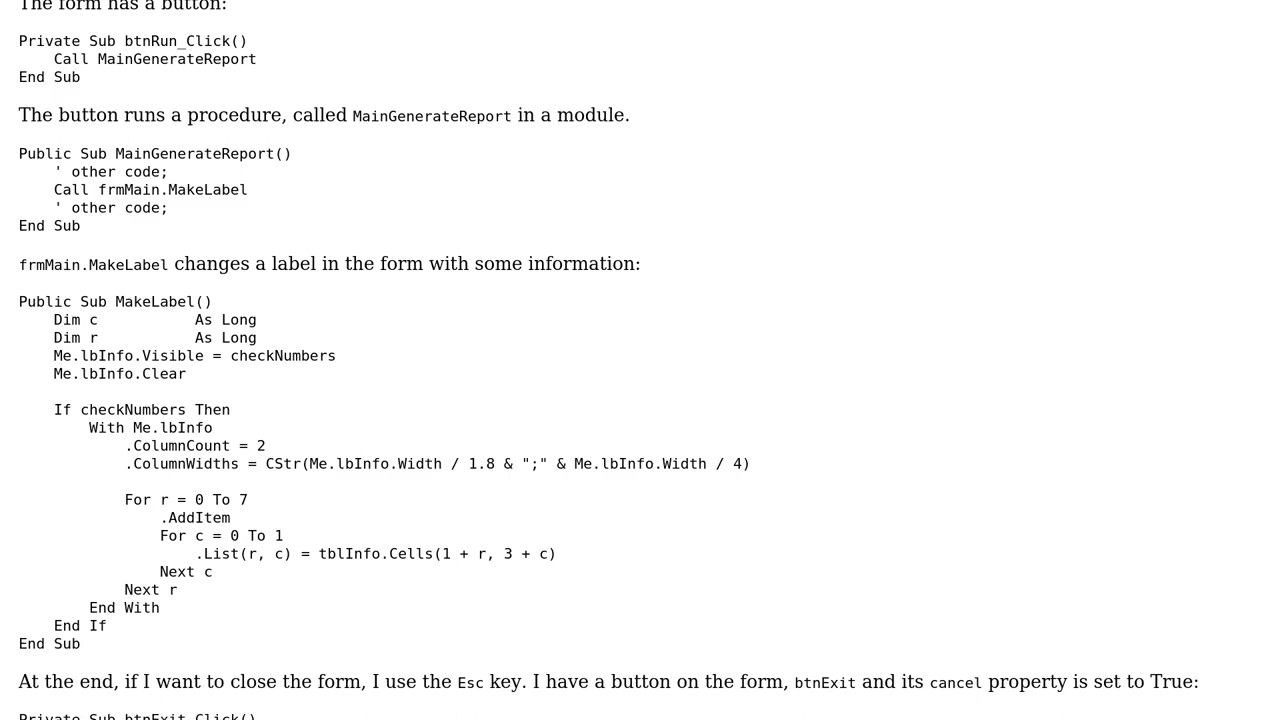 The form has a button:
Private Sub btnRun_Click()
    Call MainGenerateReport
End Sub
The button runs a procedure, called MainGenerateReport in a module.
Public Sub MainGenerateReport()
    ' other code;
    Call frmMain.MakeLabel
    ' other code;
End Sub
frmMain.MakeLabel changes a label in the form with some information:
Public Sub MakeLabel()
    Dim c           As Long
    Dim r           As Long
    Me.lbInfo.Visible = checkNumbers
    Me.lbInfo.Clear
    If checkNumbers Then
        With Me.lbInfo
            .ColumnCount = 2
            .ColumnWidths = CStr(Me.lbInfo.Width / 1.8 & ";" & Me.lbInfo.Width / 4)
            For r = 0 To 7
                .AddItem
                For c = 0 To 1
                    .List(r, c) = tblInfo.Cells(1 + r, 3 + c)
                Next c
            Next r
        End With
    End If
End Sub
At the end, if I want to close the form, I use the Esc key. I have a button on the form, btnExit and its cancel property is set to True:
Private Sub btnExit_Click()